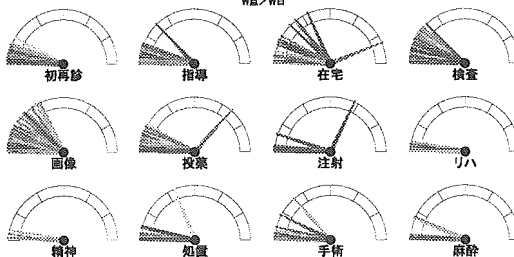 初再診 指導 在宅 検査
画像 投薬 注射 リハ
精神 処置 手術 麻酔